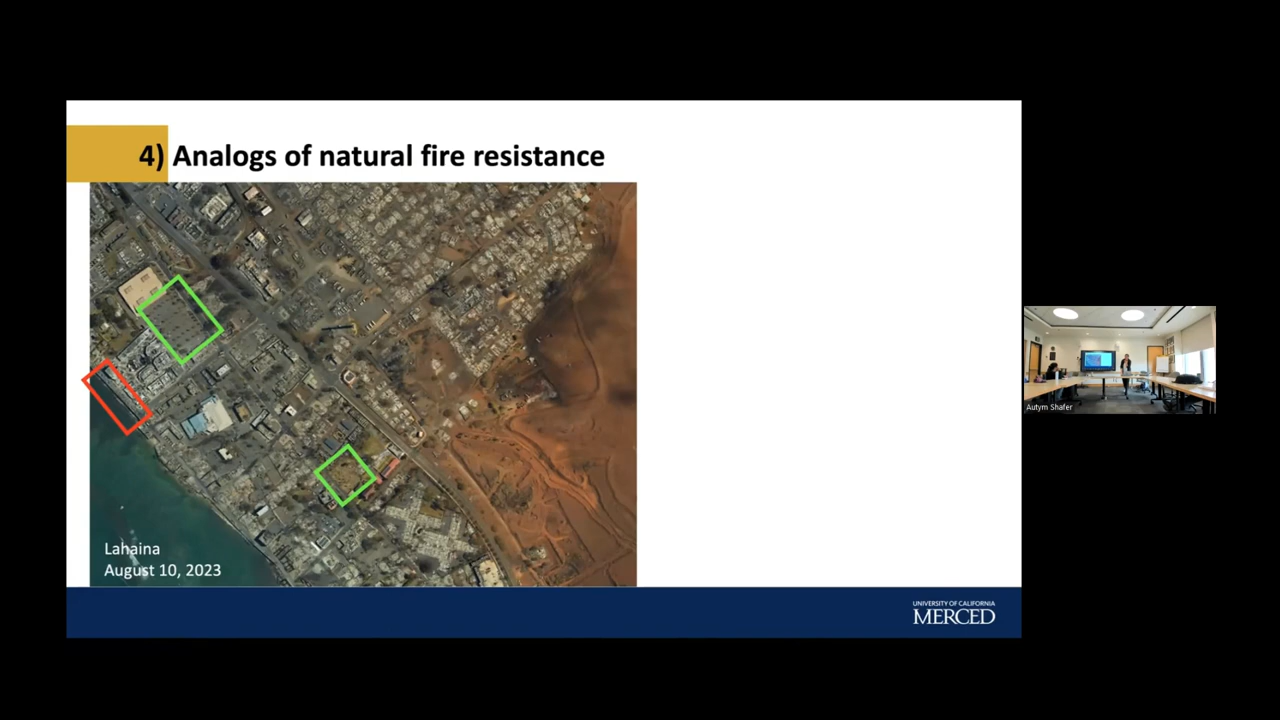 4) Analogs of natural fire resistance
Lahaina
August 10, 2023
UNIVERSITY OF CALIFORNIA
MERCED
Autym Shafer